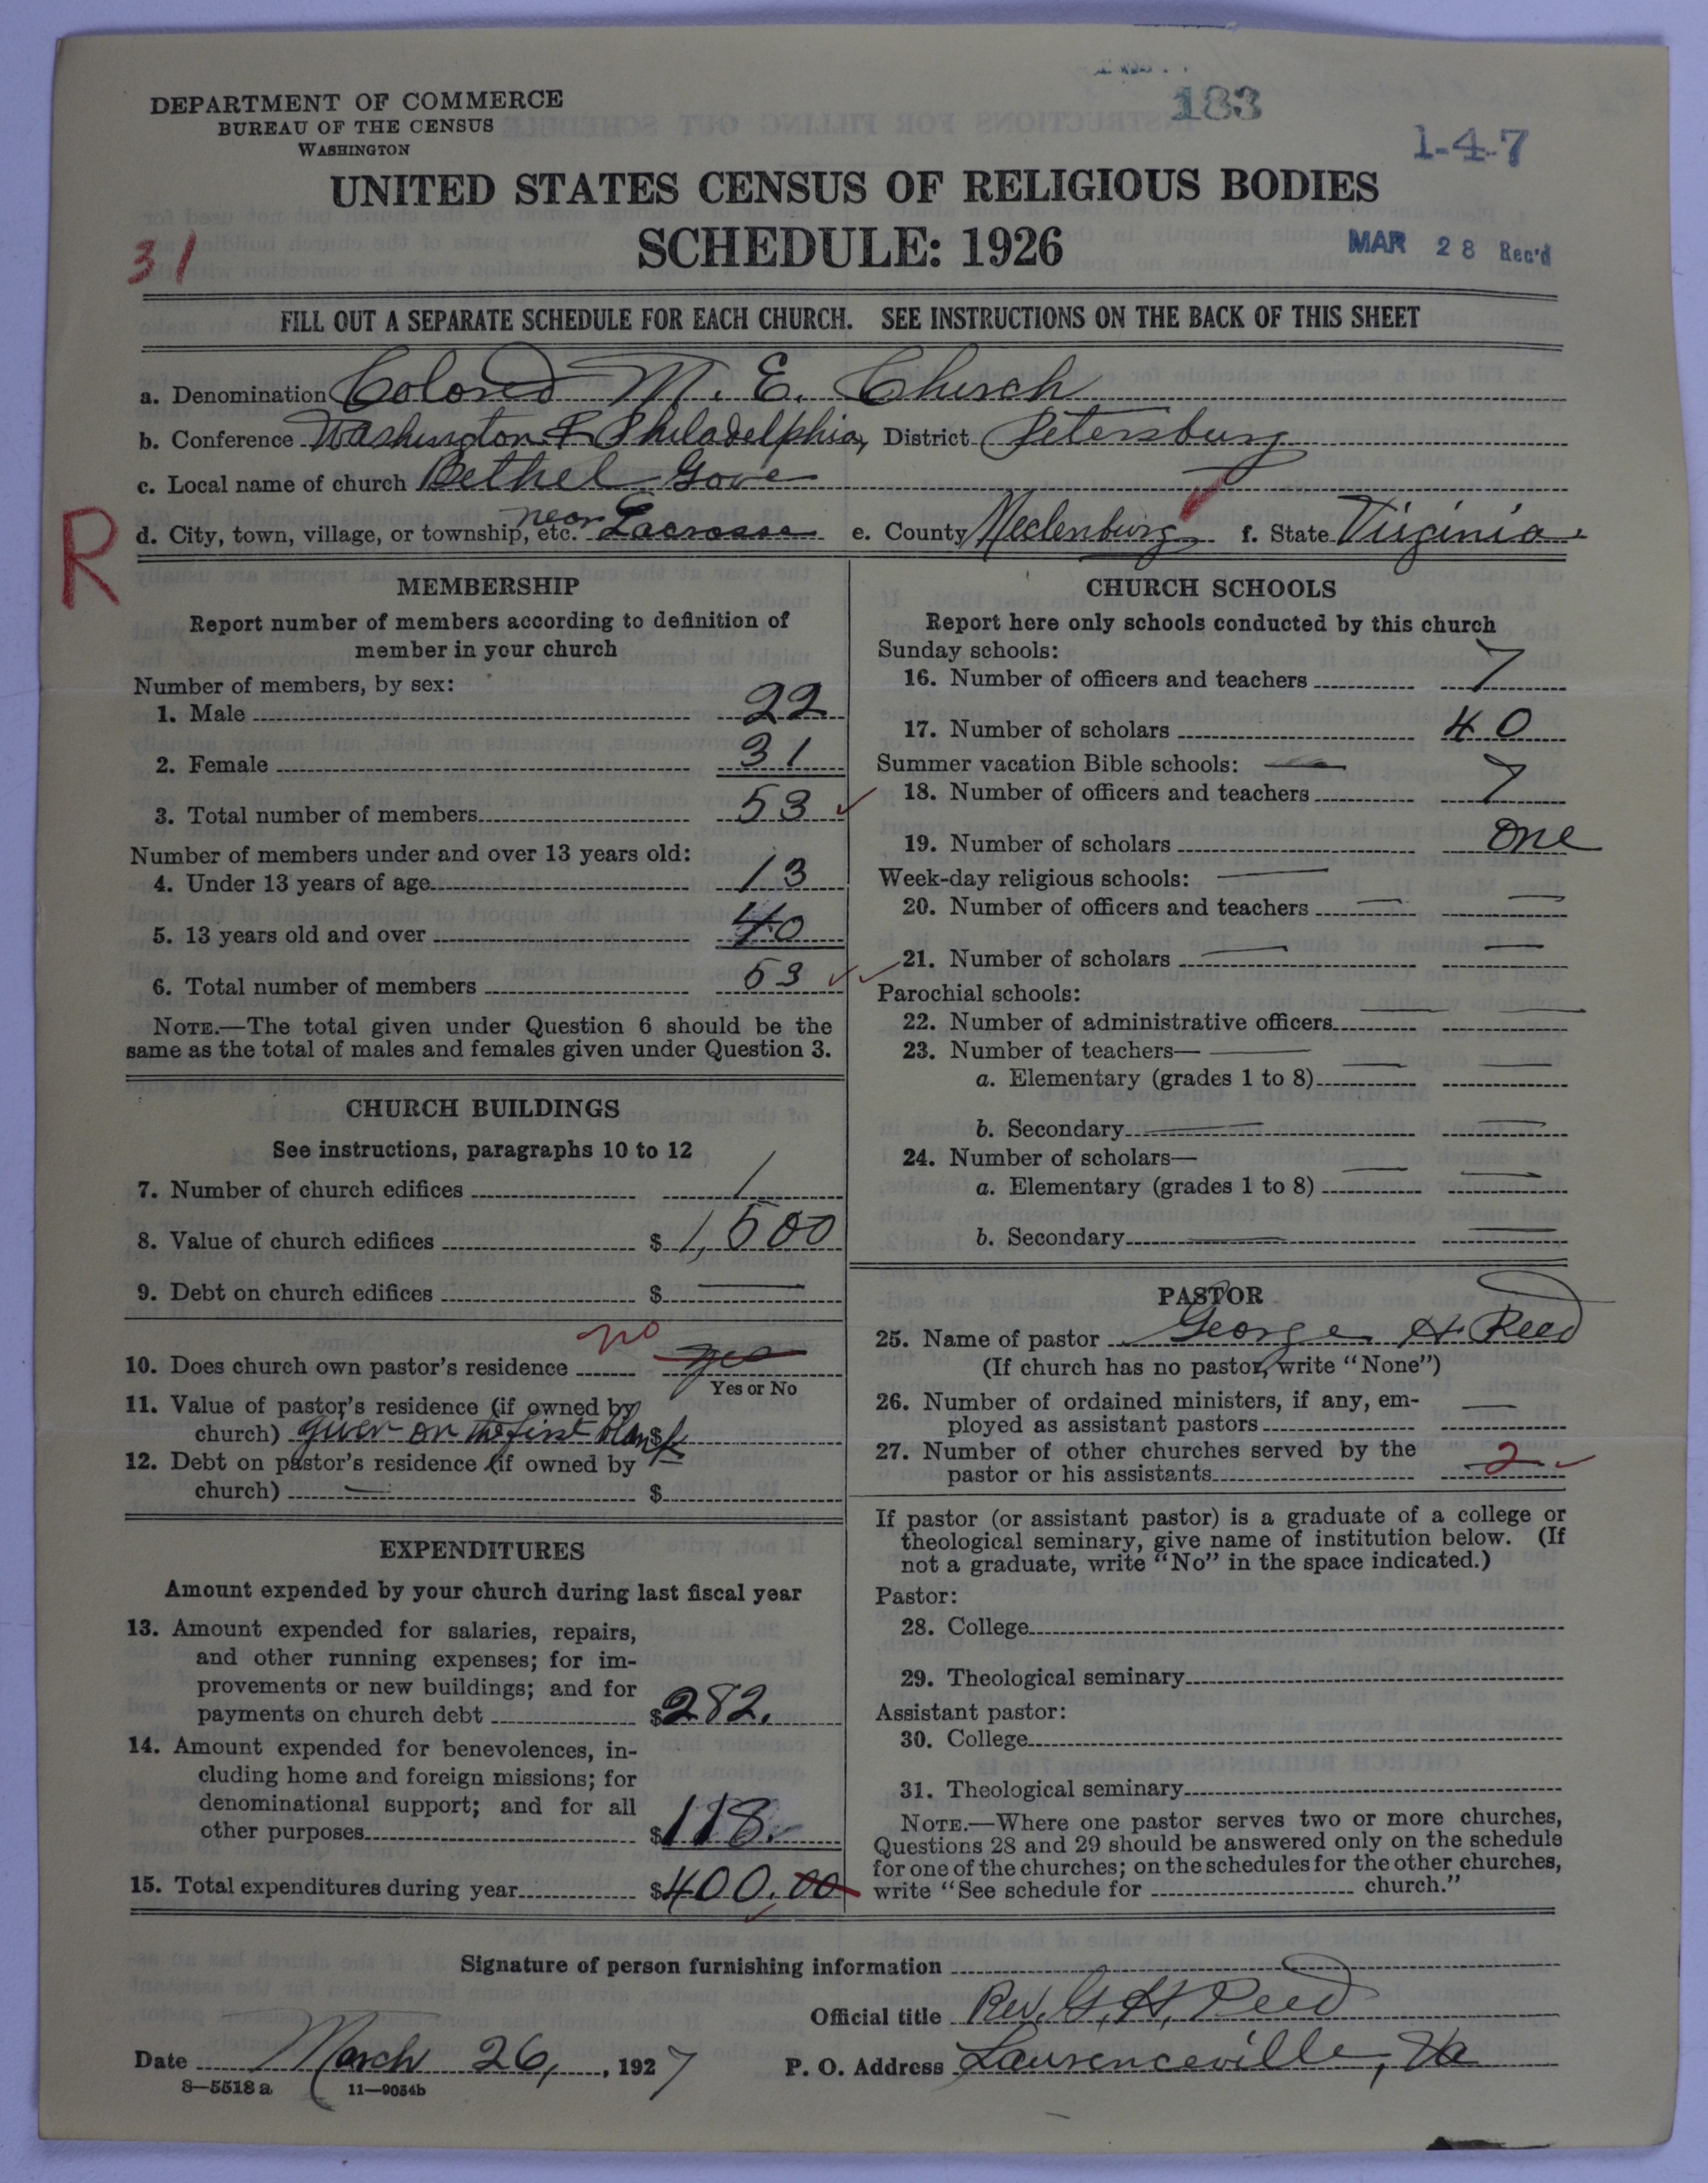 183
DEPARTMENT OF COMMERCE
BUREAU OF THE CENSUS
WASHINGTON
1-4-7
UNITED STATES CENSUS OF RELIGIOUS BODIES
SCHEDULE: 1926
31
MAR 28 Rec'd
FILL OUT A SEPARATE SCHEDULE FOR EACH CHURCH. SEE INSTRUCTIONS ON THE BACK OF THIS SHEET
a. Denomination Colored M. E. Church
b. Conference Washington & Philadelphia, District Petersburg
c. Local name of church Bethel Gove
R
d. City, town, village, or township, etc. near Lacrosse e. County Meclenburg f. State Virginia.
MEMBERSHIP
Report number of members according to definition of
member in your church
Number of members, by sex:
1. Male 22
2. Female 31
3. Total number of members 53
Number of members under and over 13 years old:
4. Under 13 years of age 13
5. 13 years old and over 40
6. Total number of members 53
NOTE.—The total given under Question 6 should be the
same as the total of males and females given under Question 3.
CHURCH BUILDINGS
See instructions, paragraphs 10 to 12
7. Number of church edifices 1
8. Value of church edifices $ 1,500
9. Debt on church edifices $ —
10. Does church own pastor's residence no yes
Yes or No
11. Value of pastor's residence (if owned by
church) given on the first blank $
12. Debt on pastor's residence (if owned by
church) — $
EXPENDITURES
Amount expended by your church during last fiscal year
13. Amount expended for salaries, repairs,
and other running expenses; for im-
provements or new buildings; and for
payments on church debt $ 282.
14. Amount expended for benevolences, in-
cluding home and foreign missions; for
denominational support; and for all
other purposes $ 118.
15. Total expenditures during year $ 400.00
CHURCH SCHOOLS
Report here only schools conducted by this church
Sunday schools:
16. Number of officers and teachers 7
17. Number of scholars 40
Summer vacation Bible schools:
18. Number of officers and teachers 7
19. Number of scholars one
Week-day religious schools: —
20. Number of officers and teachers — —
21. Number of scholars — —
Parochial schools:
22. Number of administrative officers — —
23. Number of teachers— —
a. Elementary (grades 1 to 8) — —
b. Secondary — —
24. Number of scholars—
a. Elementary (grades 1 to 8) — —
b. Secondary — —
PASTOR
25. Name of pastor George H. Reed
(If church has no pastor, write "None")
26. Number of ordained ministers, if any, em-
ployed as assistant pastors —
27. Number of other churches served by the
pastor or his assistants 2
If pastor (or assistant pastor) is a graduate of a college or
theological seminary, give name of institution below. (If
not a graduate, write "No" in the space indicated.)
Pastor:
28. College
29. Theological seminary
Assistant pastor:
30. College
31. Theological seminary
NOTE.—Where one pastor serves two or more churches,
Questions 28 and 29 should be answered only on the schedule
for one of the churches; on the schedules for the other churches,
write "See schedule for church."
Signature of person furnishing information
Official title Rev. G. H. Reed
Date March 26, 1927 P. O. Address Laurenceville, Va
8—5518 a 11—9054b